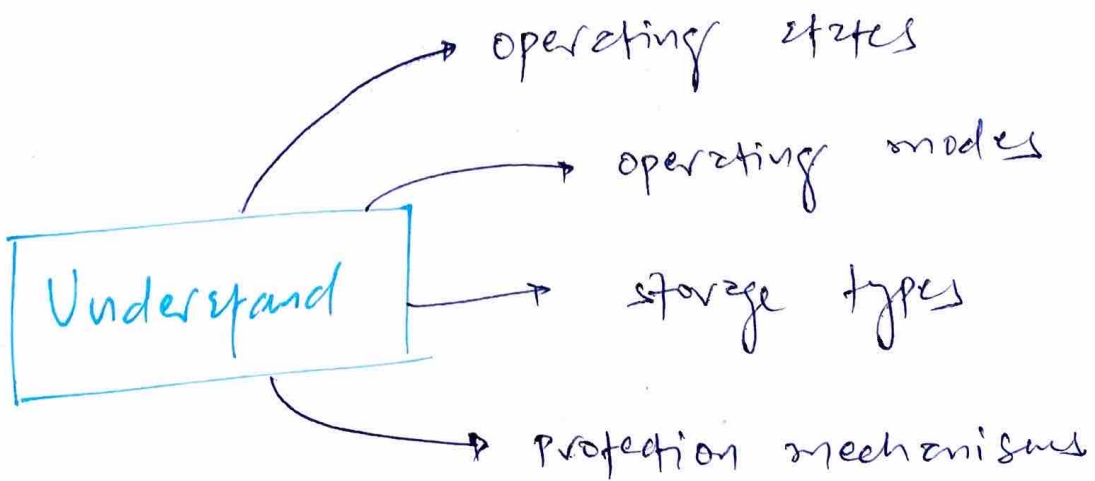 operating states
operating modes
Understand
storage types
Protection mechanisms